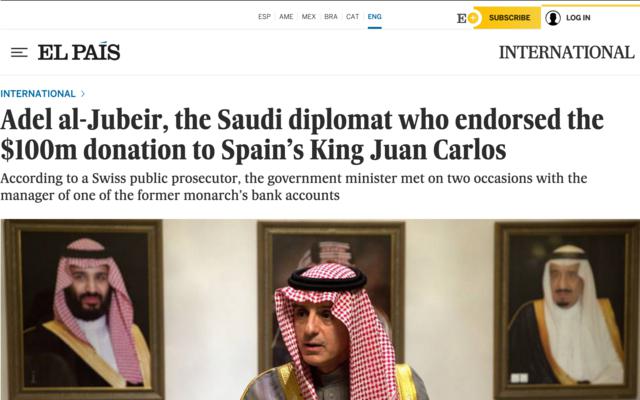 ESP AME MEX BRA CAT ENG
E+ SUBSCRIBE LOG IN
EL PAÍS
INTERNATIONAL
INTERNATIONAL >
Adel al-Jubeir, the Saudi diplomat who endorsed the
$100m donation to Spain’s King Juan Carlos
According to a Swiss public prosecutor, the government minister met on two occasions with the
manager of one of the former monarch’s bank accounts